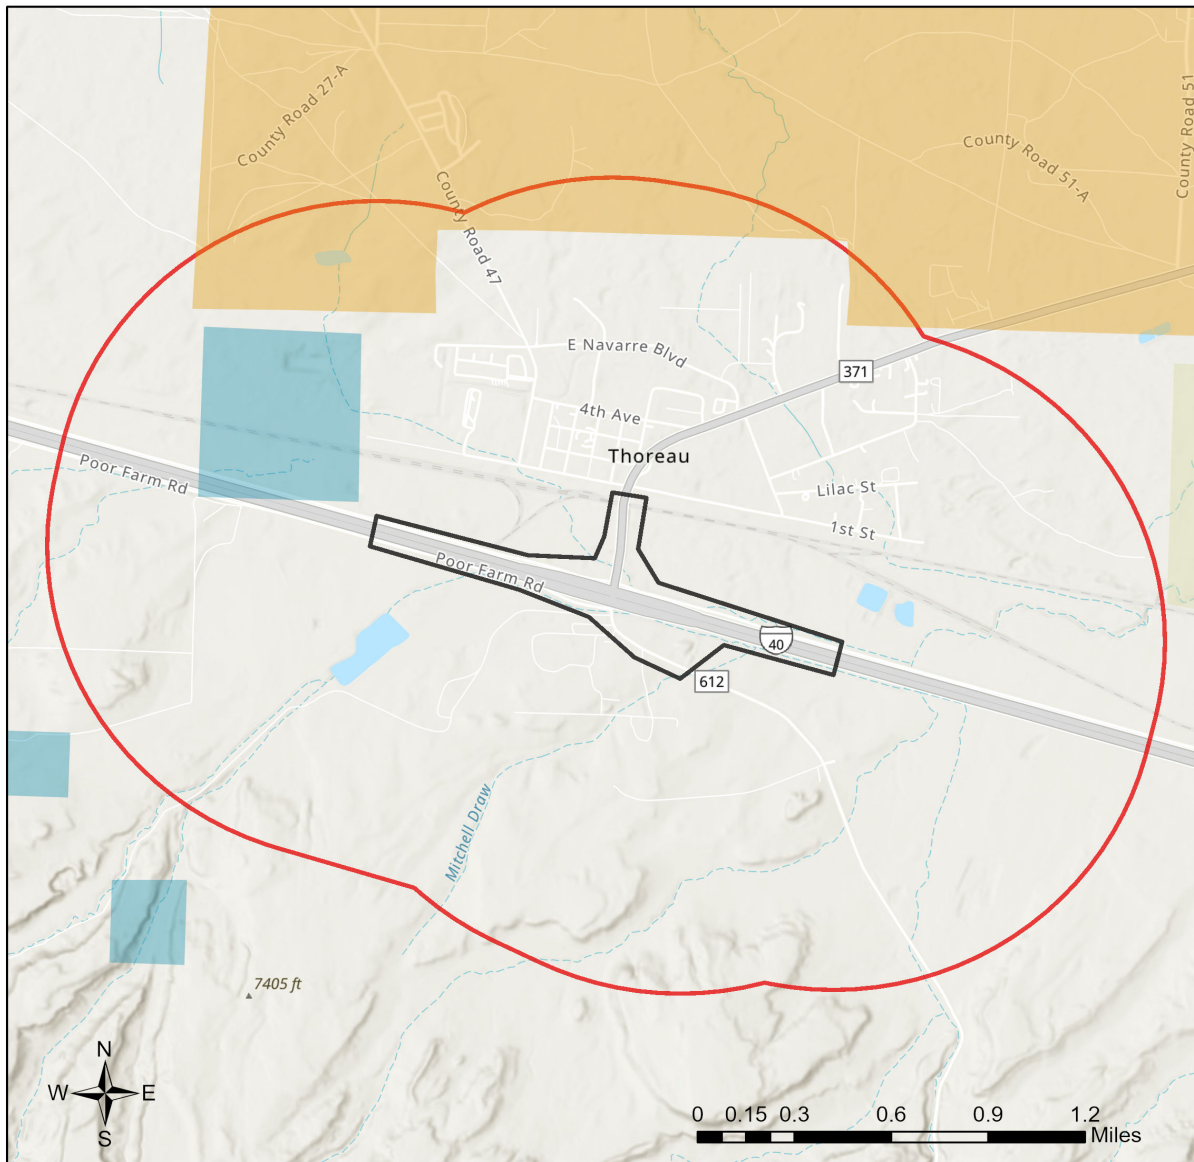 County Road 27-A
County Road 51
County Road 51-A
County Road 47
E Navarre Blvd
371
4th Ave
Thoreau
Poor Farm Rd
Lilac St
1st St
Poor Farm Rd
40
612
Mitchell Draw
7405 ft
N
W E
S
0 0.15 0.3 0.6 0.9 1.2
Miles